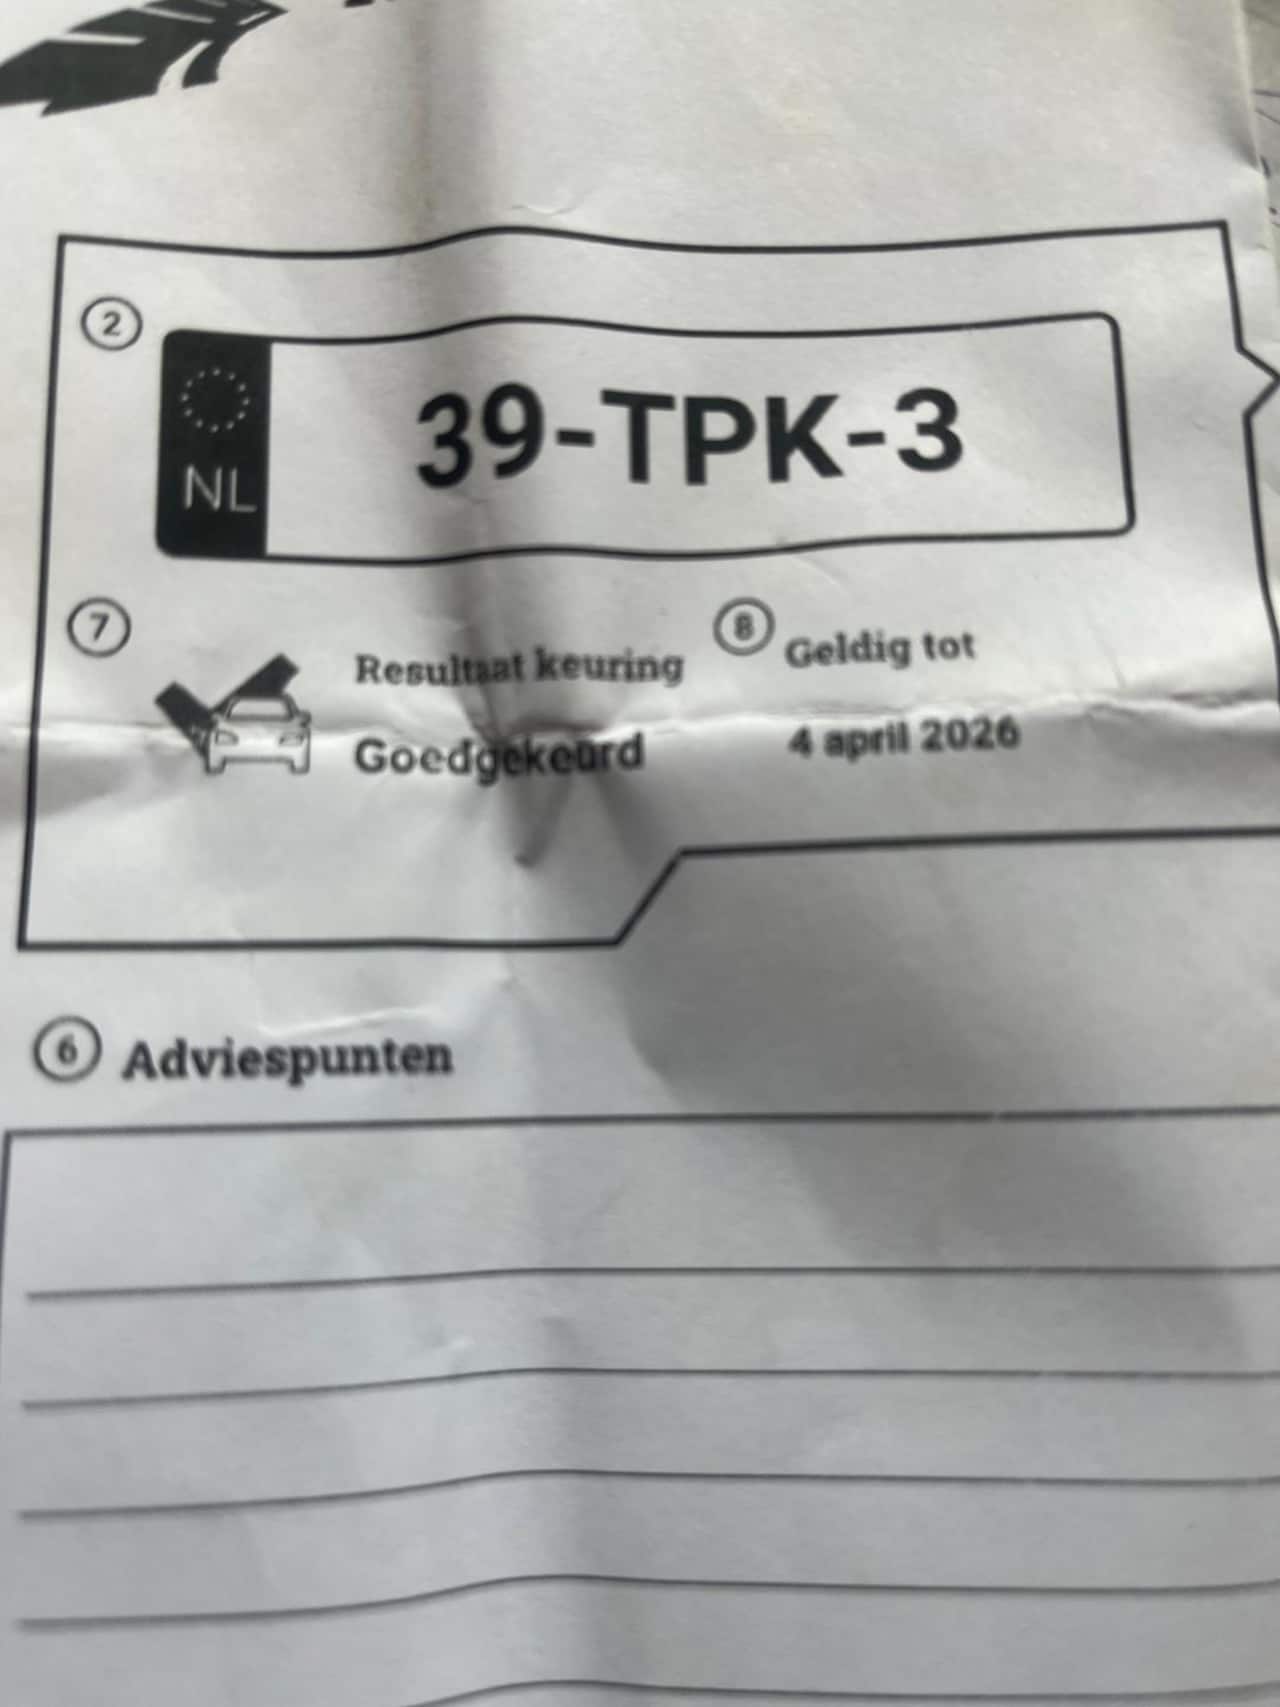 2
39-TPK-3
NL
7
Resultaat keuring
8
Geldig tot
Goedgekeurd
4 april 2026
6 Adviespunten